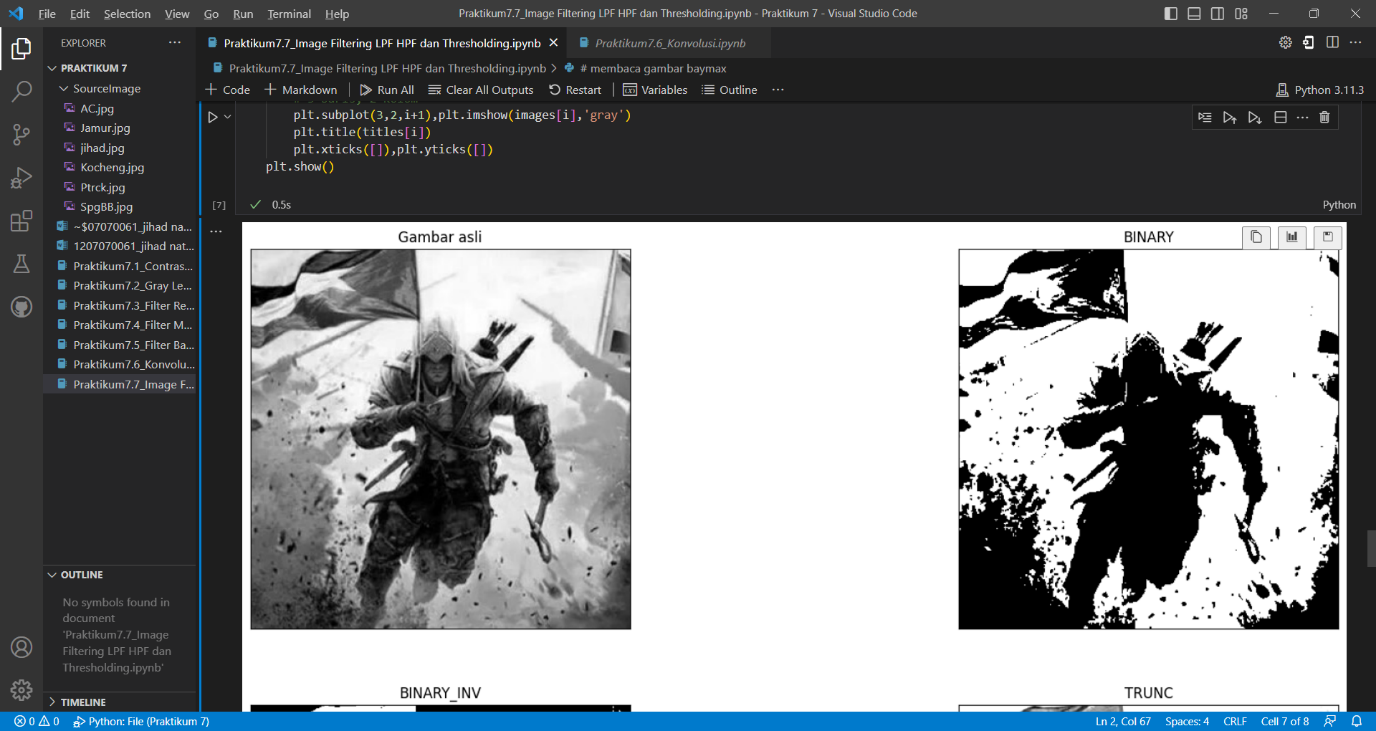 File Edit Selection View Go Run Terminal Help
Praktikum7.7_Image Filtering LPF HPF dan Thresholding.ipynb - Praktikum 7 - Visual Studio Code
EXPLORER
PRAKTIKUM 7
SourceImage
AC.jpg
Jamur.jpg
jihad.jpg
Kocheng.jpg
Ptrck.jpg
SpgBB.jpg
~$07070061_jihad na...
1207070061_jihad nat...
Praktikum7.1_Contras...
Praktikum7.2_Gray Le...
Praktikum7.3_Filter Re...
Praktikum7.4_Filter M...
Praktikum7.5_Filter Ba...
Praktikum7.6_Konvolu...
Praktikum7.7_Image F...
OUTLINE
No symbols found in
document
'Praktikum7.7_Image
Filtering LPF HPF dan
Thresholding.ipynb'
TIMELINE
Praktikum7.7_Image Filtering LPF HPF dan Thresholding.ipynb
Praktikum7.6_Konvolusi.ipynb
Praktikum7.7_Image Filtering LPF HPF dan Thresholding.ipynb > # membaca gambar baymax
+ Code + Markdown Run All Clear All Outputs Restart Variables Outline ...
Python 3.11.3
plt.subplot(3,2,i+1),plt.imshow(images[i],'gray')
plt.title(titles[i])
plt.xticks([]),plt.yticks([])
plt.show()
[7] 0.5s
Python
Gambar asli
BINARY
BINARY_INV
TRUNC
0 0 Python: File (Praktikum 7)
Ln 2, Col 67 Spaces: 4 CRLF Cell 7 of 8